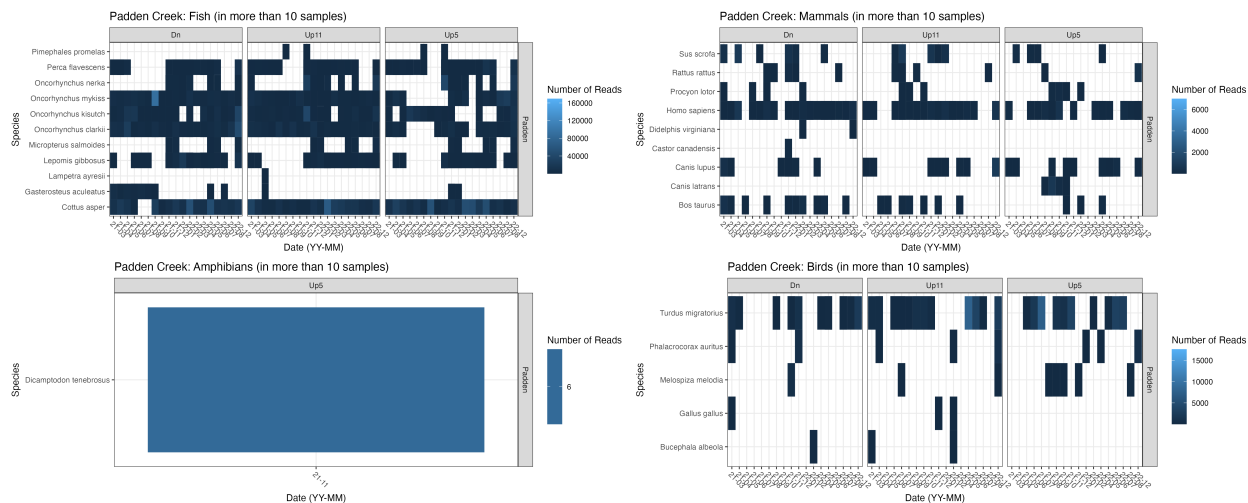 Padden Creek: Fish (in more than 10 samples)
Dn
Up11
Up5
Pimephales promelas
Perca flavescens
Oncorhynchus nerka
Oncorhynchus mykiss
Oncorhynchus kisutch
Oncorhynchus clarkii
Micropterus salmoides
Lepomis gibbosus
Lampetra ayresii
Gasterosteus aculeatus
Cottus asper
Species
Padden
Date (YY-MM)
Number of Reads
160000
120000
80000
40000
Padden Creek: Mammals (in more than 10 samples)
Dn
Up11
Up5
Sus scrofa
Rattus rattus
Procyon lotor
Homo sapiens
Didelphis virginiana
Castor canadensis
Canis lupus
Canis latrans
Bos taurus
Species
Padden
Date (YY-MM)
Number of Reads
6000
4000
2000
Padden Creek: Amphibians (in more than 10 samples)
Up5
Dicamptodon tenebrosus
Species
Padden
21-11
Date (YY-MM)
Number of Reads
6
Padden Creek: Birds (in more than 10 samples)
Dn
Up11
Up5
Turdus migratorius
Phalacrocorax auritus
Melospiza melodia
Gallus gallus
Bucephala albeola
Species
Padden
Date (YY-MM)
Number of Reads
15000
10000
5000